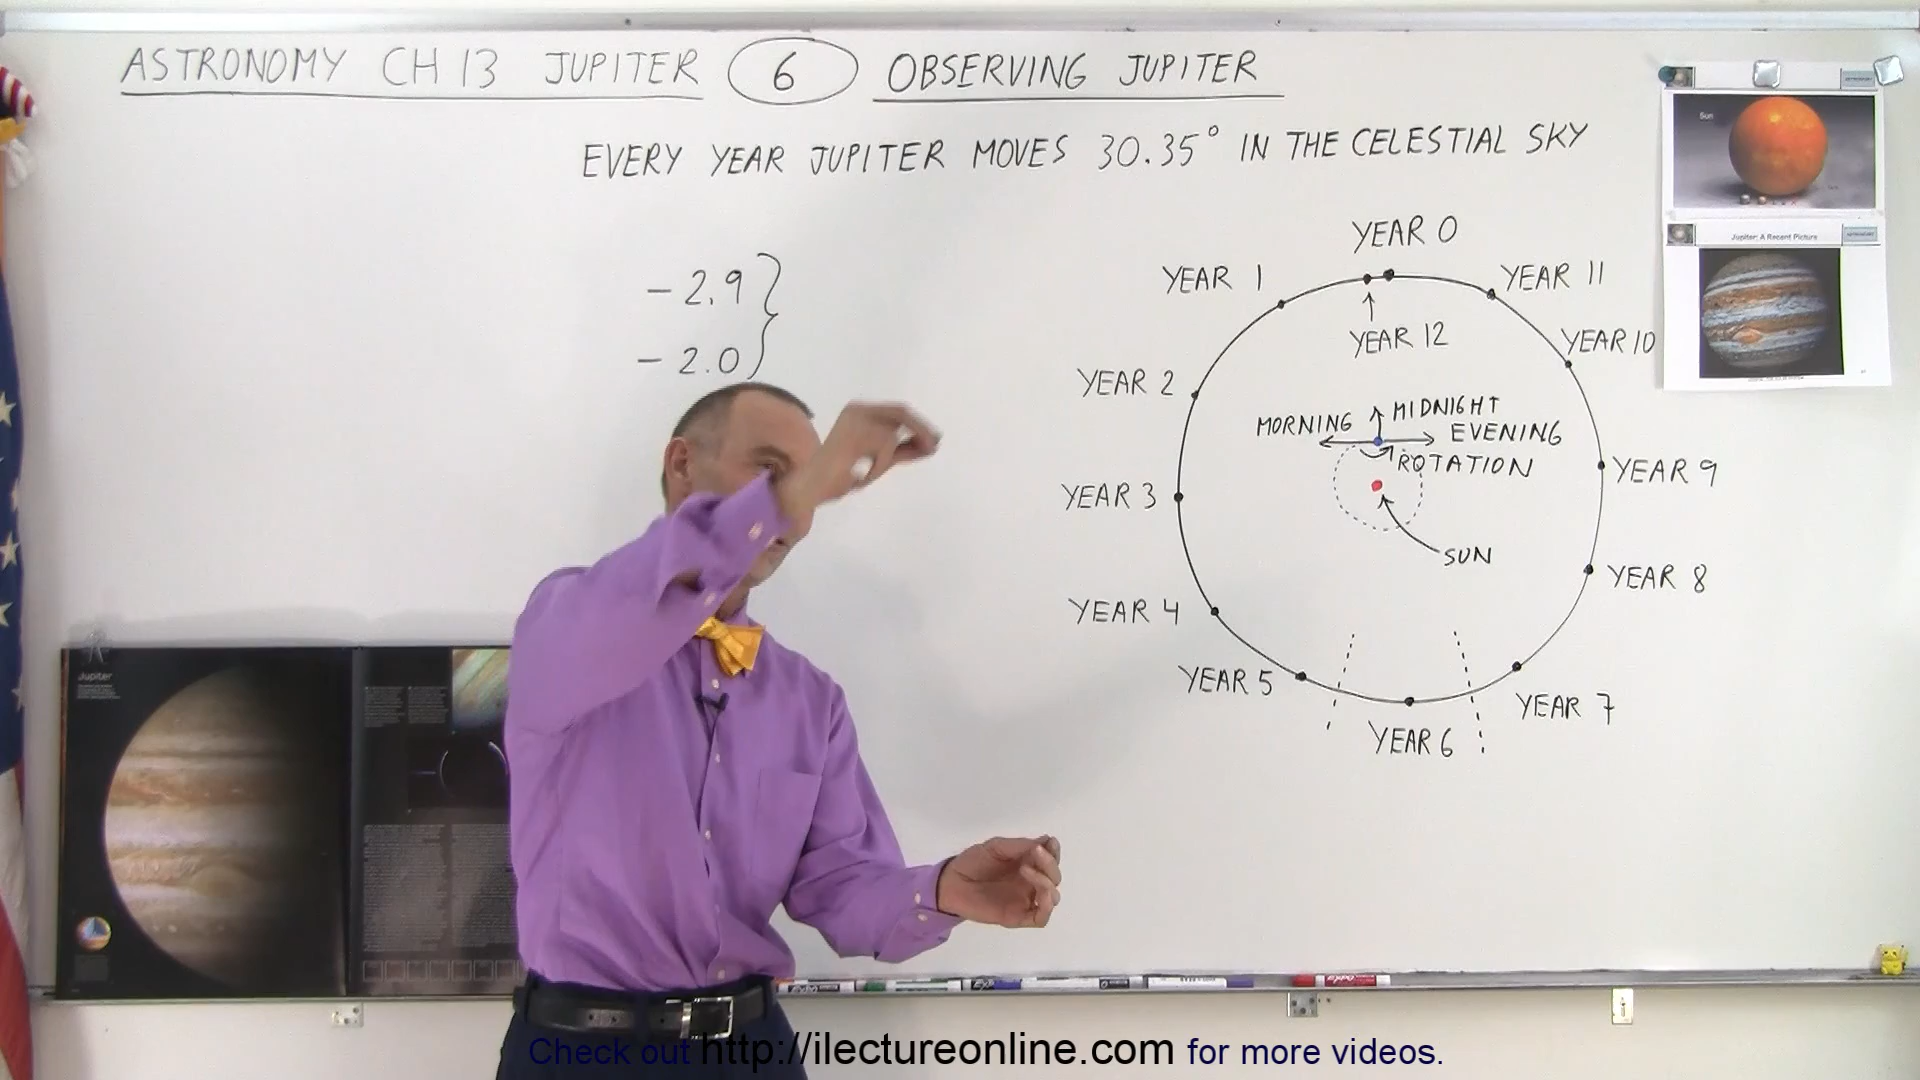 ASTRONOMY CH 13 JUPITER 6 OBSERVING JUPITER
EVERY YEAR JUPITER MOVES 30.35° IN THE CELESTIAL SKY
Sun
Jupiter: A Recent Picture
- 2.9
- 2.0
YEAR 0
YEAR 1
YEAR 11
YEAR 12
YEAR 10
YEAR 2
MORNING
MIDNIGHT
EVENING
ROTATION
YEAR 3
YEAR 9
SUN
YEAR 8
YEAR 4
YEAR 5
YEAR 7
YEAR 6
Jupiter
Check out http://ilectureonline.com for more videos.